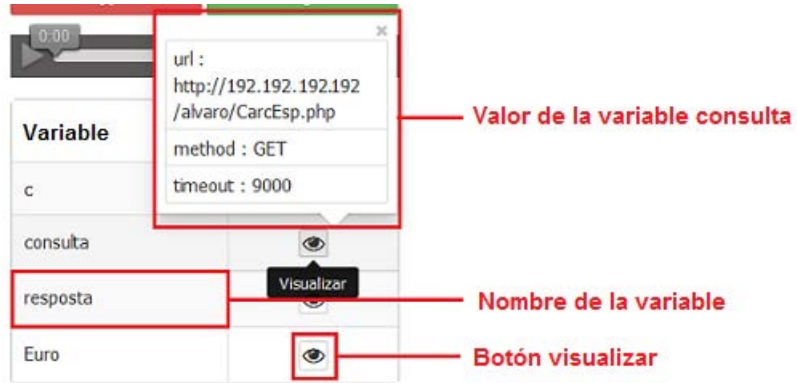 0:00
×
url :
http://192.192.192.192
/alvaro/CarcEsp.php
Valor de la variable consulta
Variable
method : GET
timeout : 9000
c
consulta
Visualizar
resposta
Nombre de la variable
Euro
Botón visualizar